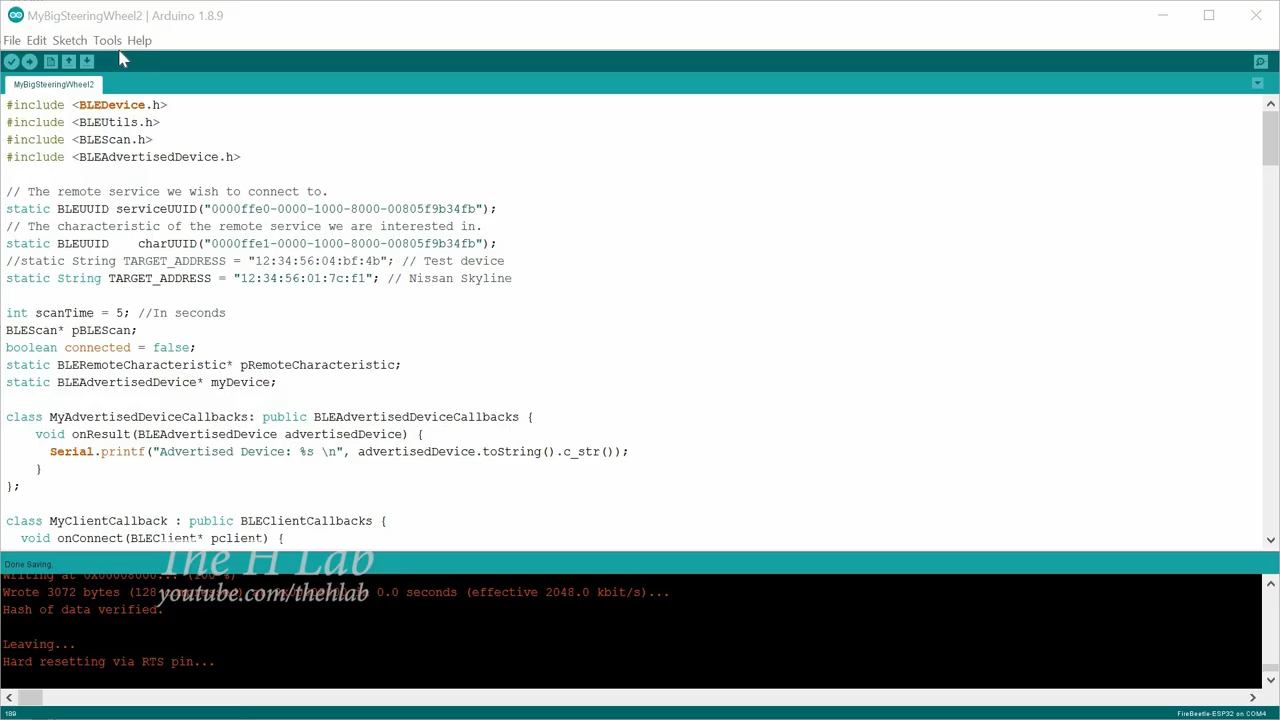 MyBigSteeringWheel2 | Arduino 1.8.9
File Edit Sketch Tools Help
MyBigSteeringWheel2
#include <BLEDevice.h>
#include <BLEUtils.h>
#include <BLEScan.h>
#include <BLEAdvertisedDevice.h>
// The remote service we wish to connect to.
static BLEUUID serviceUUID("0000ffe0-0000-1000-8000-00805f9b34fb");
// The characteristic of the remote service we are interested in.
static BLEUUID    charUUID("0000ffe1-0000-1000-8000-00805f9b34fb");
//static String TARGET_ADDRESS = "12:34:56:04:bf:4b"; // Test device
static String TARGET_ADDRESS = "12:34:56:01:7c:f1"; // Nissan Skyline
int scanTime = 5; //In seconds
BLEScan* pBLEScan;
boolean connected = false;
static BLERemoteCharacteristic* pRemoteCharacteristic;
static BLEAdvertisedDevice* myDevice;
class MyAdvertisedDeviceCallbacks: public BLEAdvertisedDeviceCallbacks {
    void onResult(BLEAdvertisedDevice advertisedDevice) {
      Serial.printf("Advertised Device: %s \n", advertisedDevice.toString().c_str());
    }
};
class MyClientCallback : public BLEClientCallbacks {
  void onConnect(BLEClient* pclient) {
The H Lab
Done Saving.
Writing at 0x00008000... (100 %)
Wrote 3072 bytes (128 0.0 seconds (effective 2048.0 kbit/s)...
youtube.com/thehlab
Hash of data verified.
Leaving...
Hard resetting via RTS pin...
189
FireBeetle-ESP32 on COM4